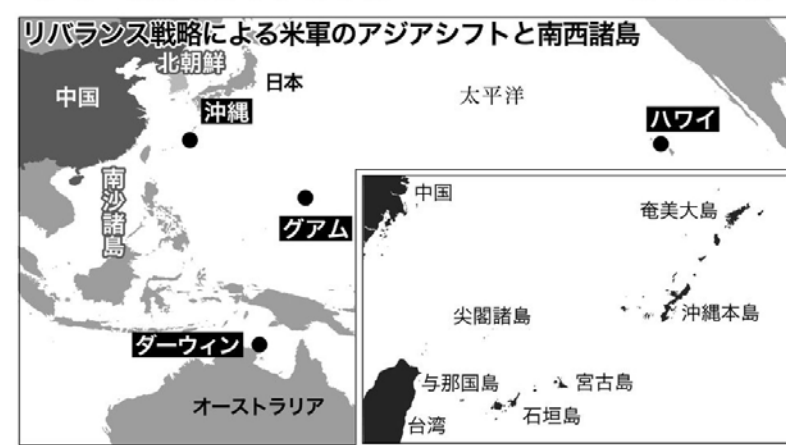 リバランス戦略による米軍のアジアシフトと南西諸島
北朝鮮
中国
日本
沖縄
太平洋
ハワイ
南沙諸島
グアム
ダーウィン
オーストラリア
中国
奄美大島
尖閣諸島
沖縄本島
与那国島
宮古島
石垣島
台湾